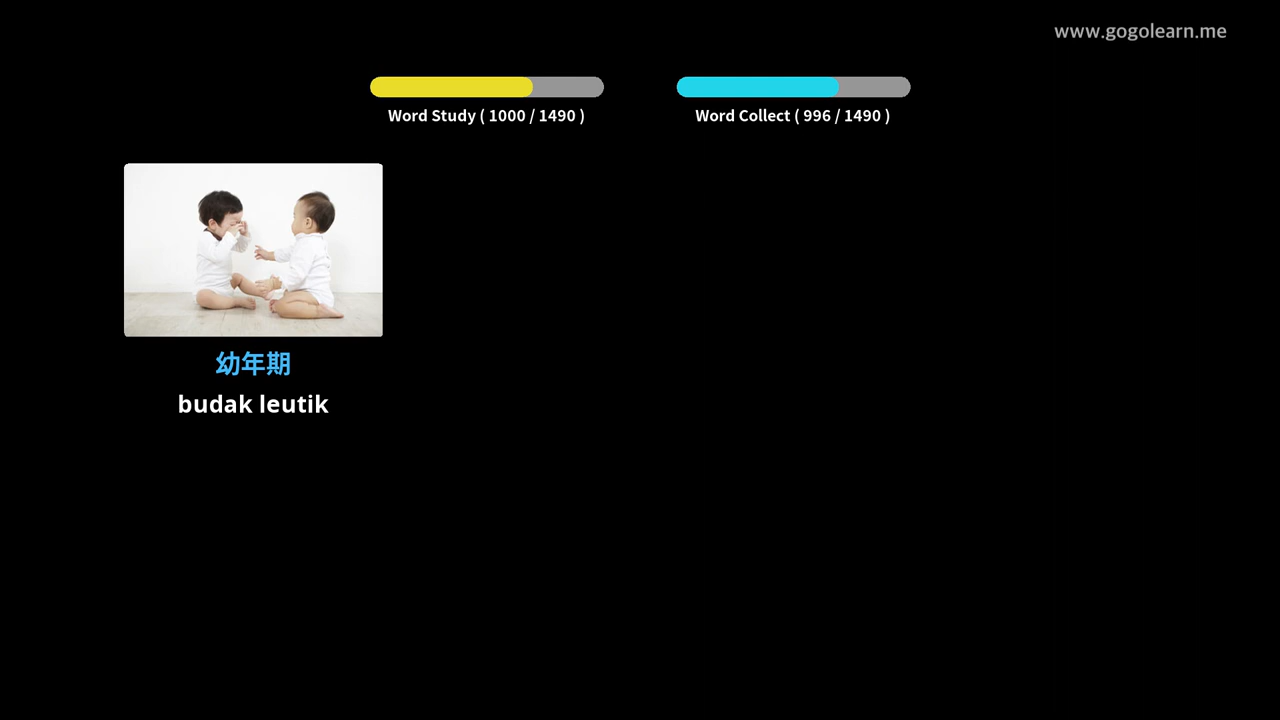 www.gogolearn.me
Word Study ( 1000 / 1490 )
Word Collect ( 996 / 1490 )
幼年期
budak leutik